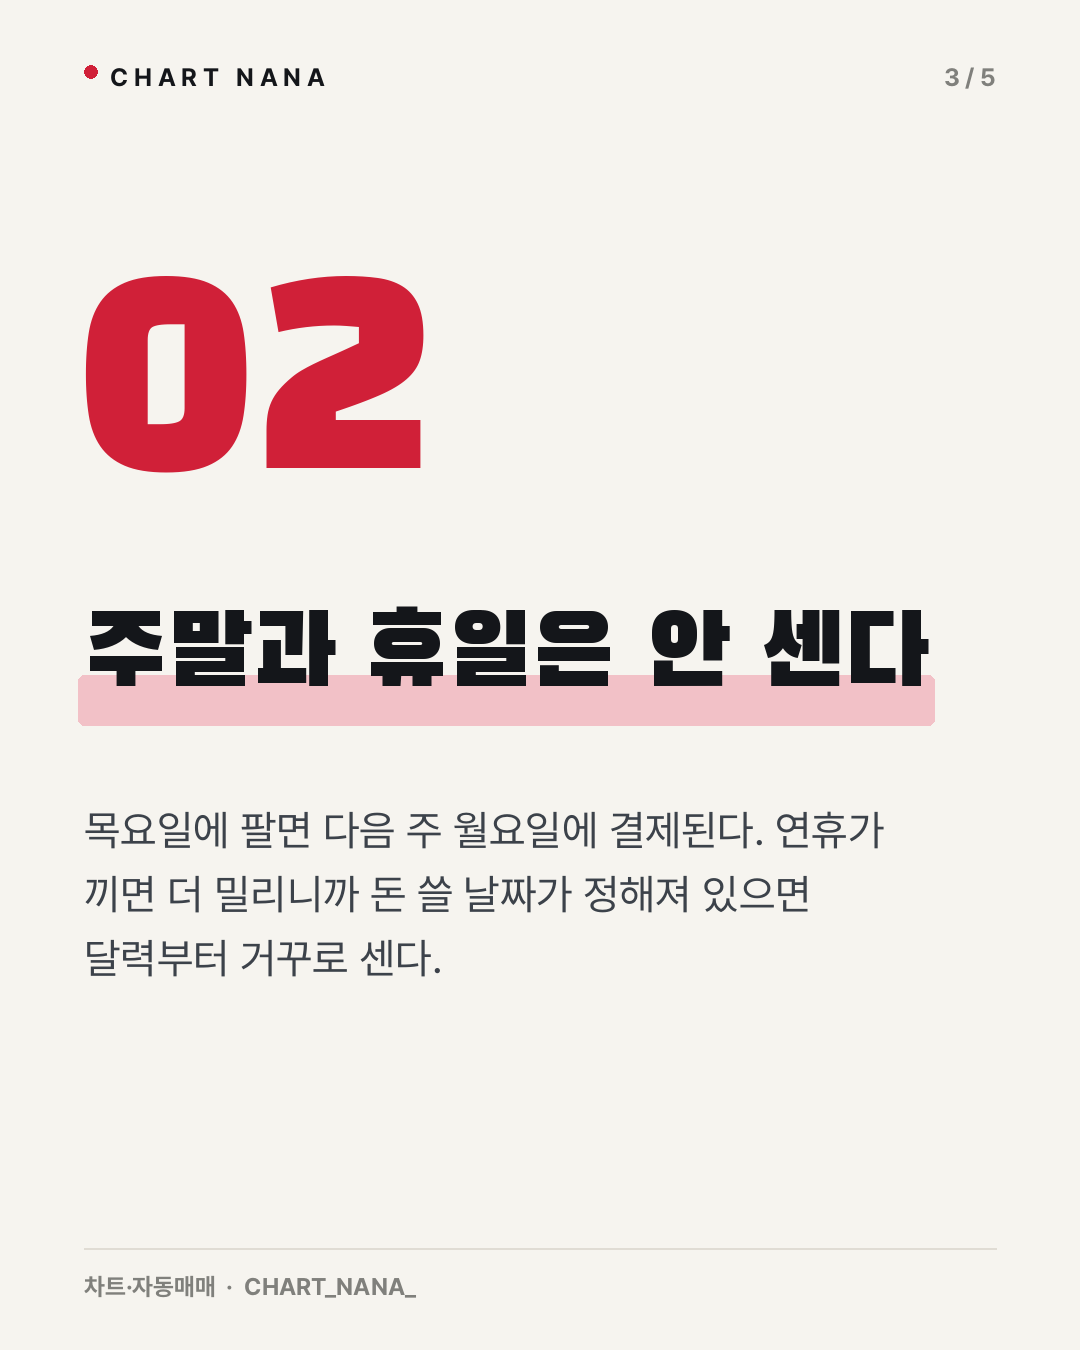 CHART NANA
3/5
02
주말과 휴일은 안 센다
목요일에 팔면 다음 주 월요일에 결제된다. 연휴가
끼면 더 밀리니까 돈 쓸 날짜가 정해져 있으면
달력부터 거꾸로 센다.
차트·자동매매 · CHART_NANA_